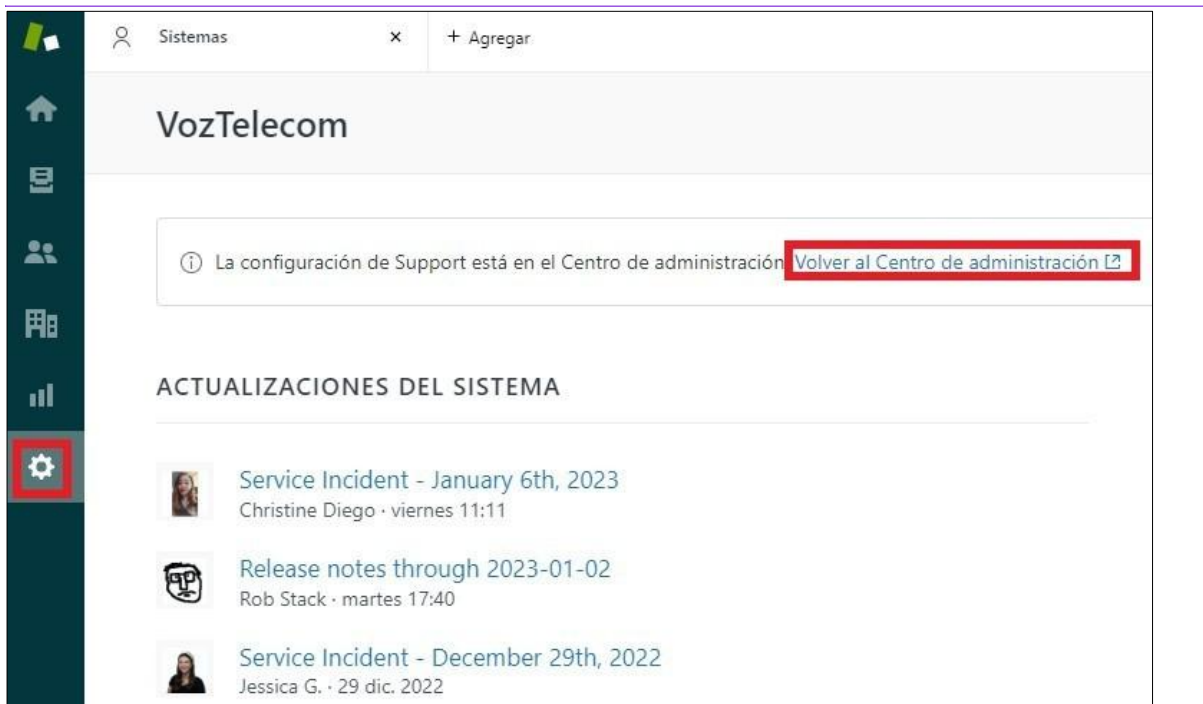 Sistemas × + Agregar
VozTelecom
La configuración de Support está en el Centro de administración Volver al Centro de administración
ACTUALIZACIONES DEL SISTEMA
Service Incident - January 6th, 2023
Christine Diego · viernes 11:11
Release notes through 2023-01-02
Rob Stack · martes 17:40
Service Incident - December 29th, 2022
Jessica G. · 29 dic. 2022